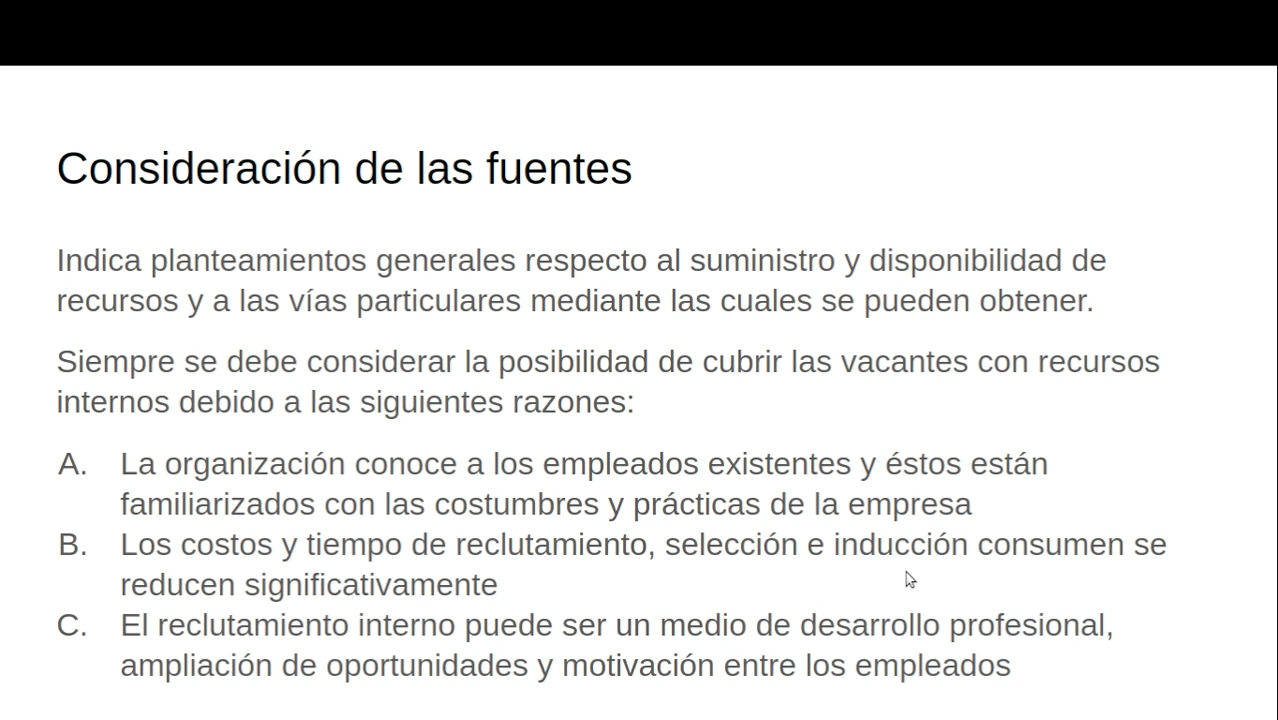 Consideración de las fuentes
Indica planteamientos generales respecto al suministro y disponibilidad de
recursos y a las vías particulares mediante las cuales se pueden obtener.
Siempre se debe considerar la posibilidad de cubrir las vacantes con recursos
internos debido a las siguientes razones:
A. La organización conoce a los empleados existentes y éstos están
familiarizados con las costumbres y prácticas de la empresa
B. Los costos y tiempo de reclutamiento, selección e inducción consumen se
reducen significativamente
C. El reclutamiento interno puede ser un medio de desarrollo profesional,
ampliación de oportunidades y motivación entre los empleados